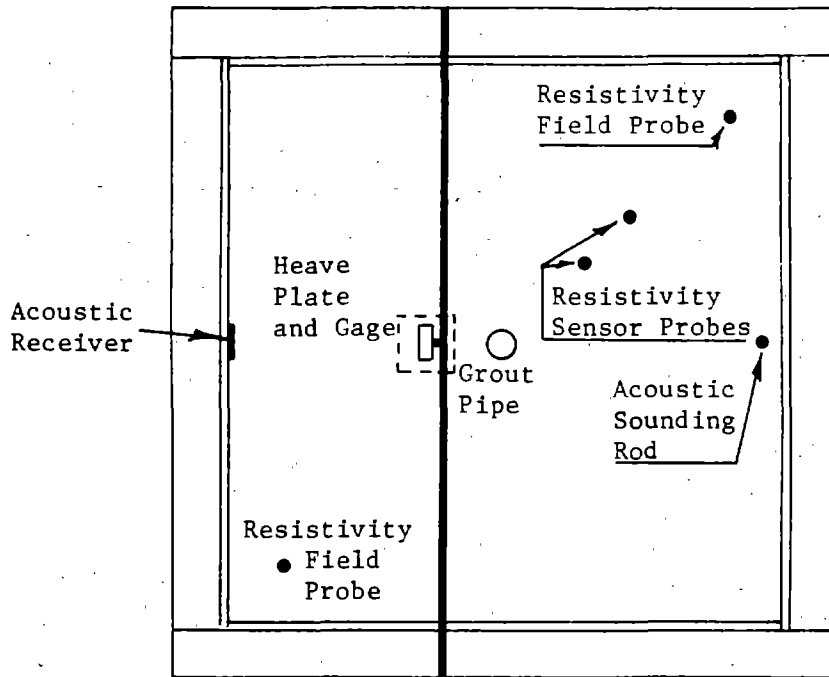 Resistivity
Field Probe
Heave
Plate
and Gage
Acoustic
Receiver
Resistivity
Sensor Probes
Grout
Pipe
Acoustic
Sounding
Rod
Resistivity
Field
Probe